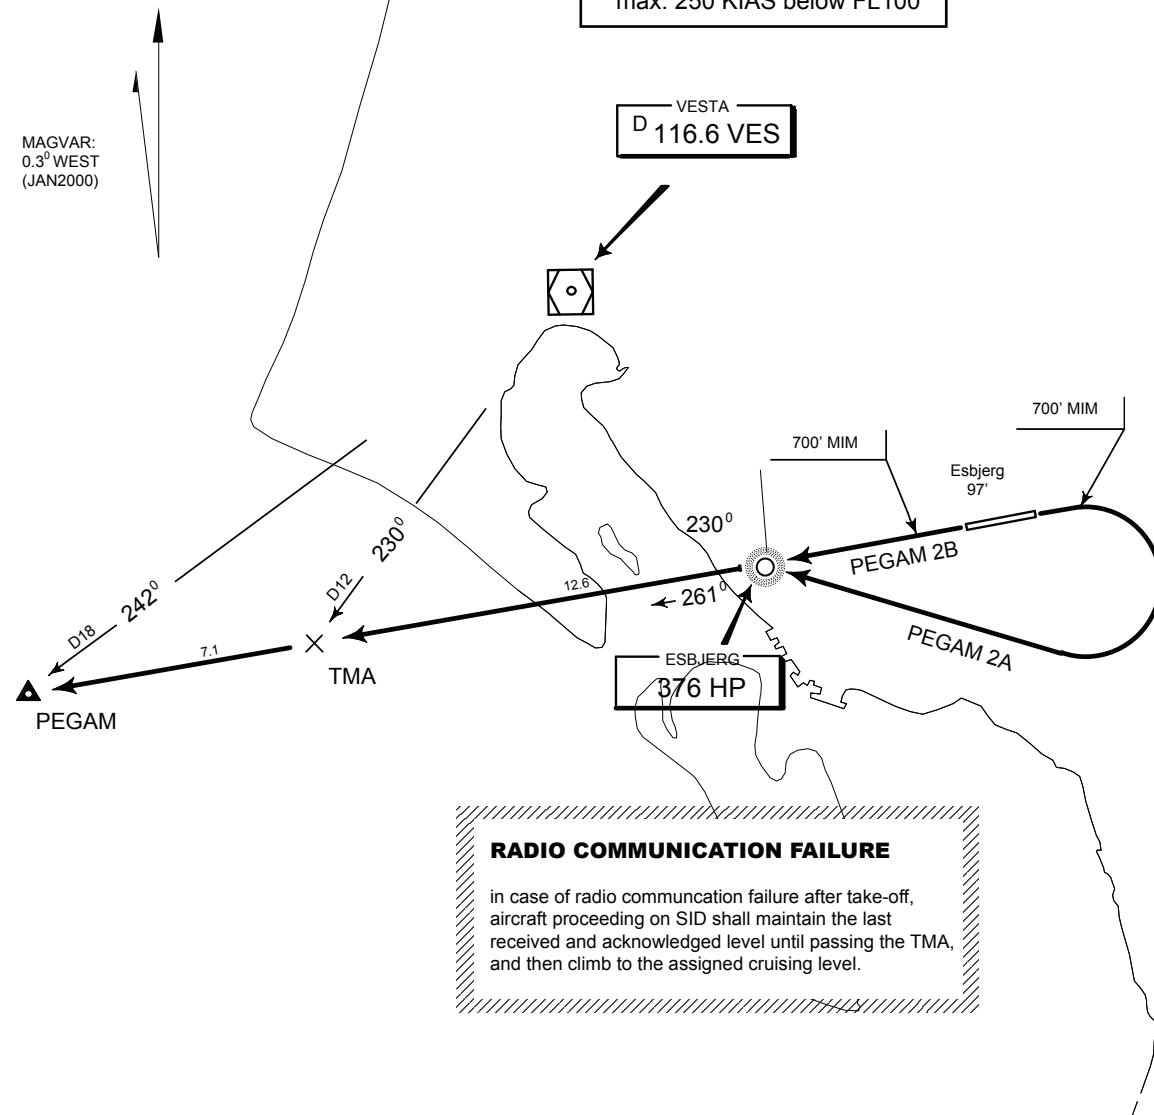 max. 250 KIAS below FL100
VESTA
D 116.6 VES
MAGVAR:
0.3⁰ WEST
(JAN2000)
700' MIM
700' MIM
Esbjerg
97'
230⁰
PEGAM 2B
230⁰
D12
12.6
261⁰
242⁰
D18
7.1
PEGAM 2A
TMA
ESBJERG
376 HP
PEGAM
RADIO COMMUNICATION FAILURE
in case of radio communcation failure after take-off,
aircraft proceeding on SID shall maintain the last
received and acknowledged level until passing the TMA,
and then climb to the assigned cruising level.